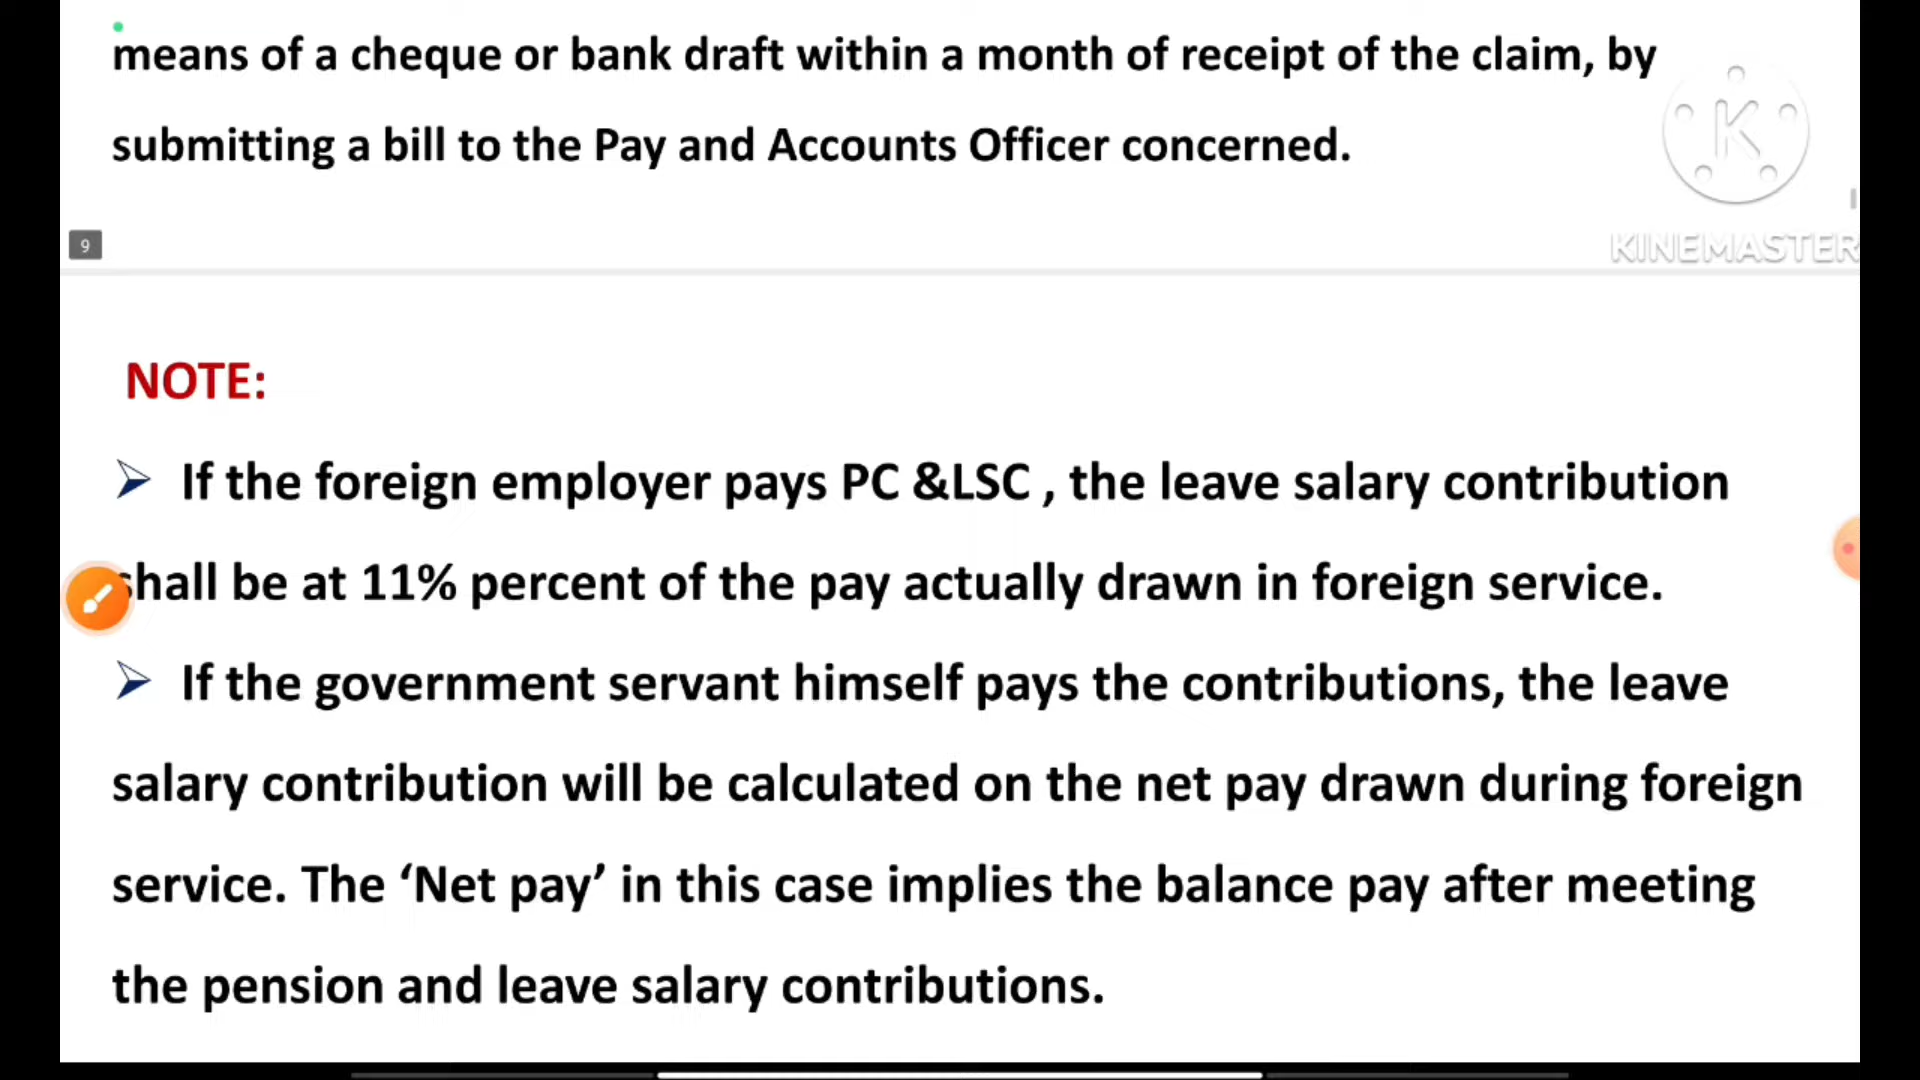 means of a cheque or bank draft within a month of receipt of the claim, by
submitting a bill to the Pay and Accounts Officer concerned.
K
KINEMASTER
9
NOTE:
If the foreign employer pays PC &LSC , the leave salary contribution
shall be at 11% percent of the pay actually drawn in foreign service.
If the government servant himself pays the contributions, the leave
salary contribution will be calculated on the net pay drawn during foreign
service. The ‘Net pay’ in this case implies the balance pay after meeting
the pension and leave salary contributions.